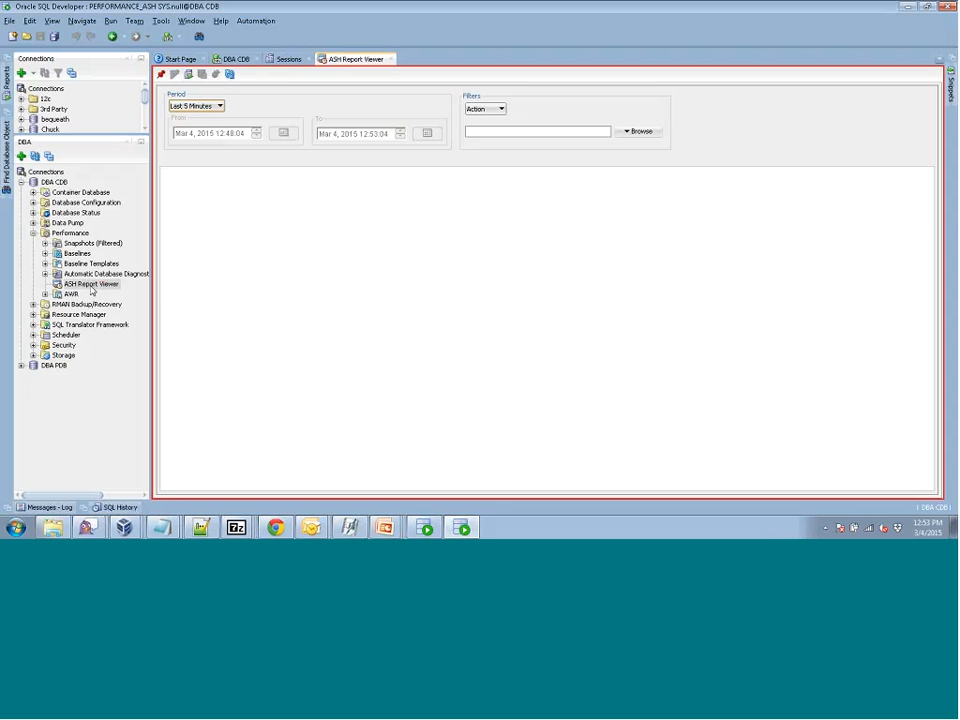 Oracle SQL Developer : PERFORMANCE_ASH SYS.null@DBA CDB
File Edit View Navigate Run Team Tools Window Help Automation
Connections
Connections
12c
3rd Party
bequeath
Chuck
DBA
Connections
DBA CDB
Container Database
Database Configuration
Database Status
Data Pump
Performance
Snapshots (Filtered)
Baselines
Baseline Templates
Automatic Database Diagnost
ASH Report Viewer
AWR
RMAN Backup/Recovery
Resource Manager
SQL Translator Framework
Scheduler
Security
Storage
DBA PDB
Reports
Find Database Object
Start Page DBA CDB Sessions ASH Report Viewer
Period
Last 5 Minutes
From
Mar 4, 2015 12:48:04
To
Mar 4, 2015 12:53:04
Filters
Action
Browse
Snippets
Messages - Log SQL History
DBA CDB
7z
12:53 PM
3/4/2015